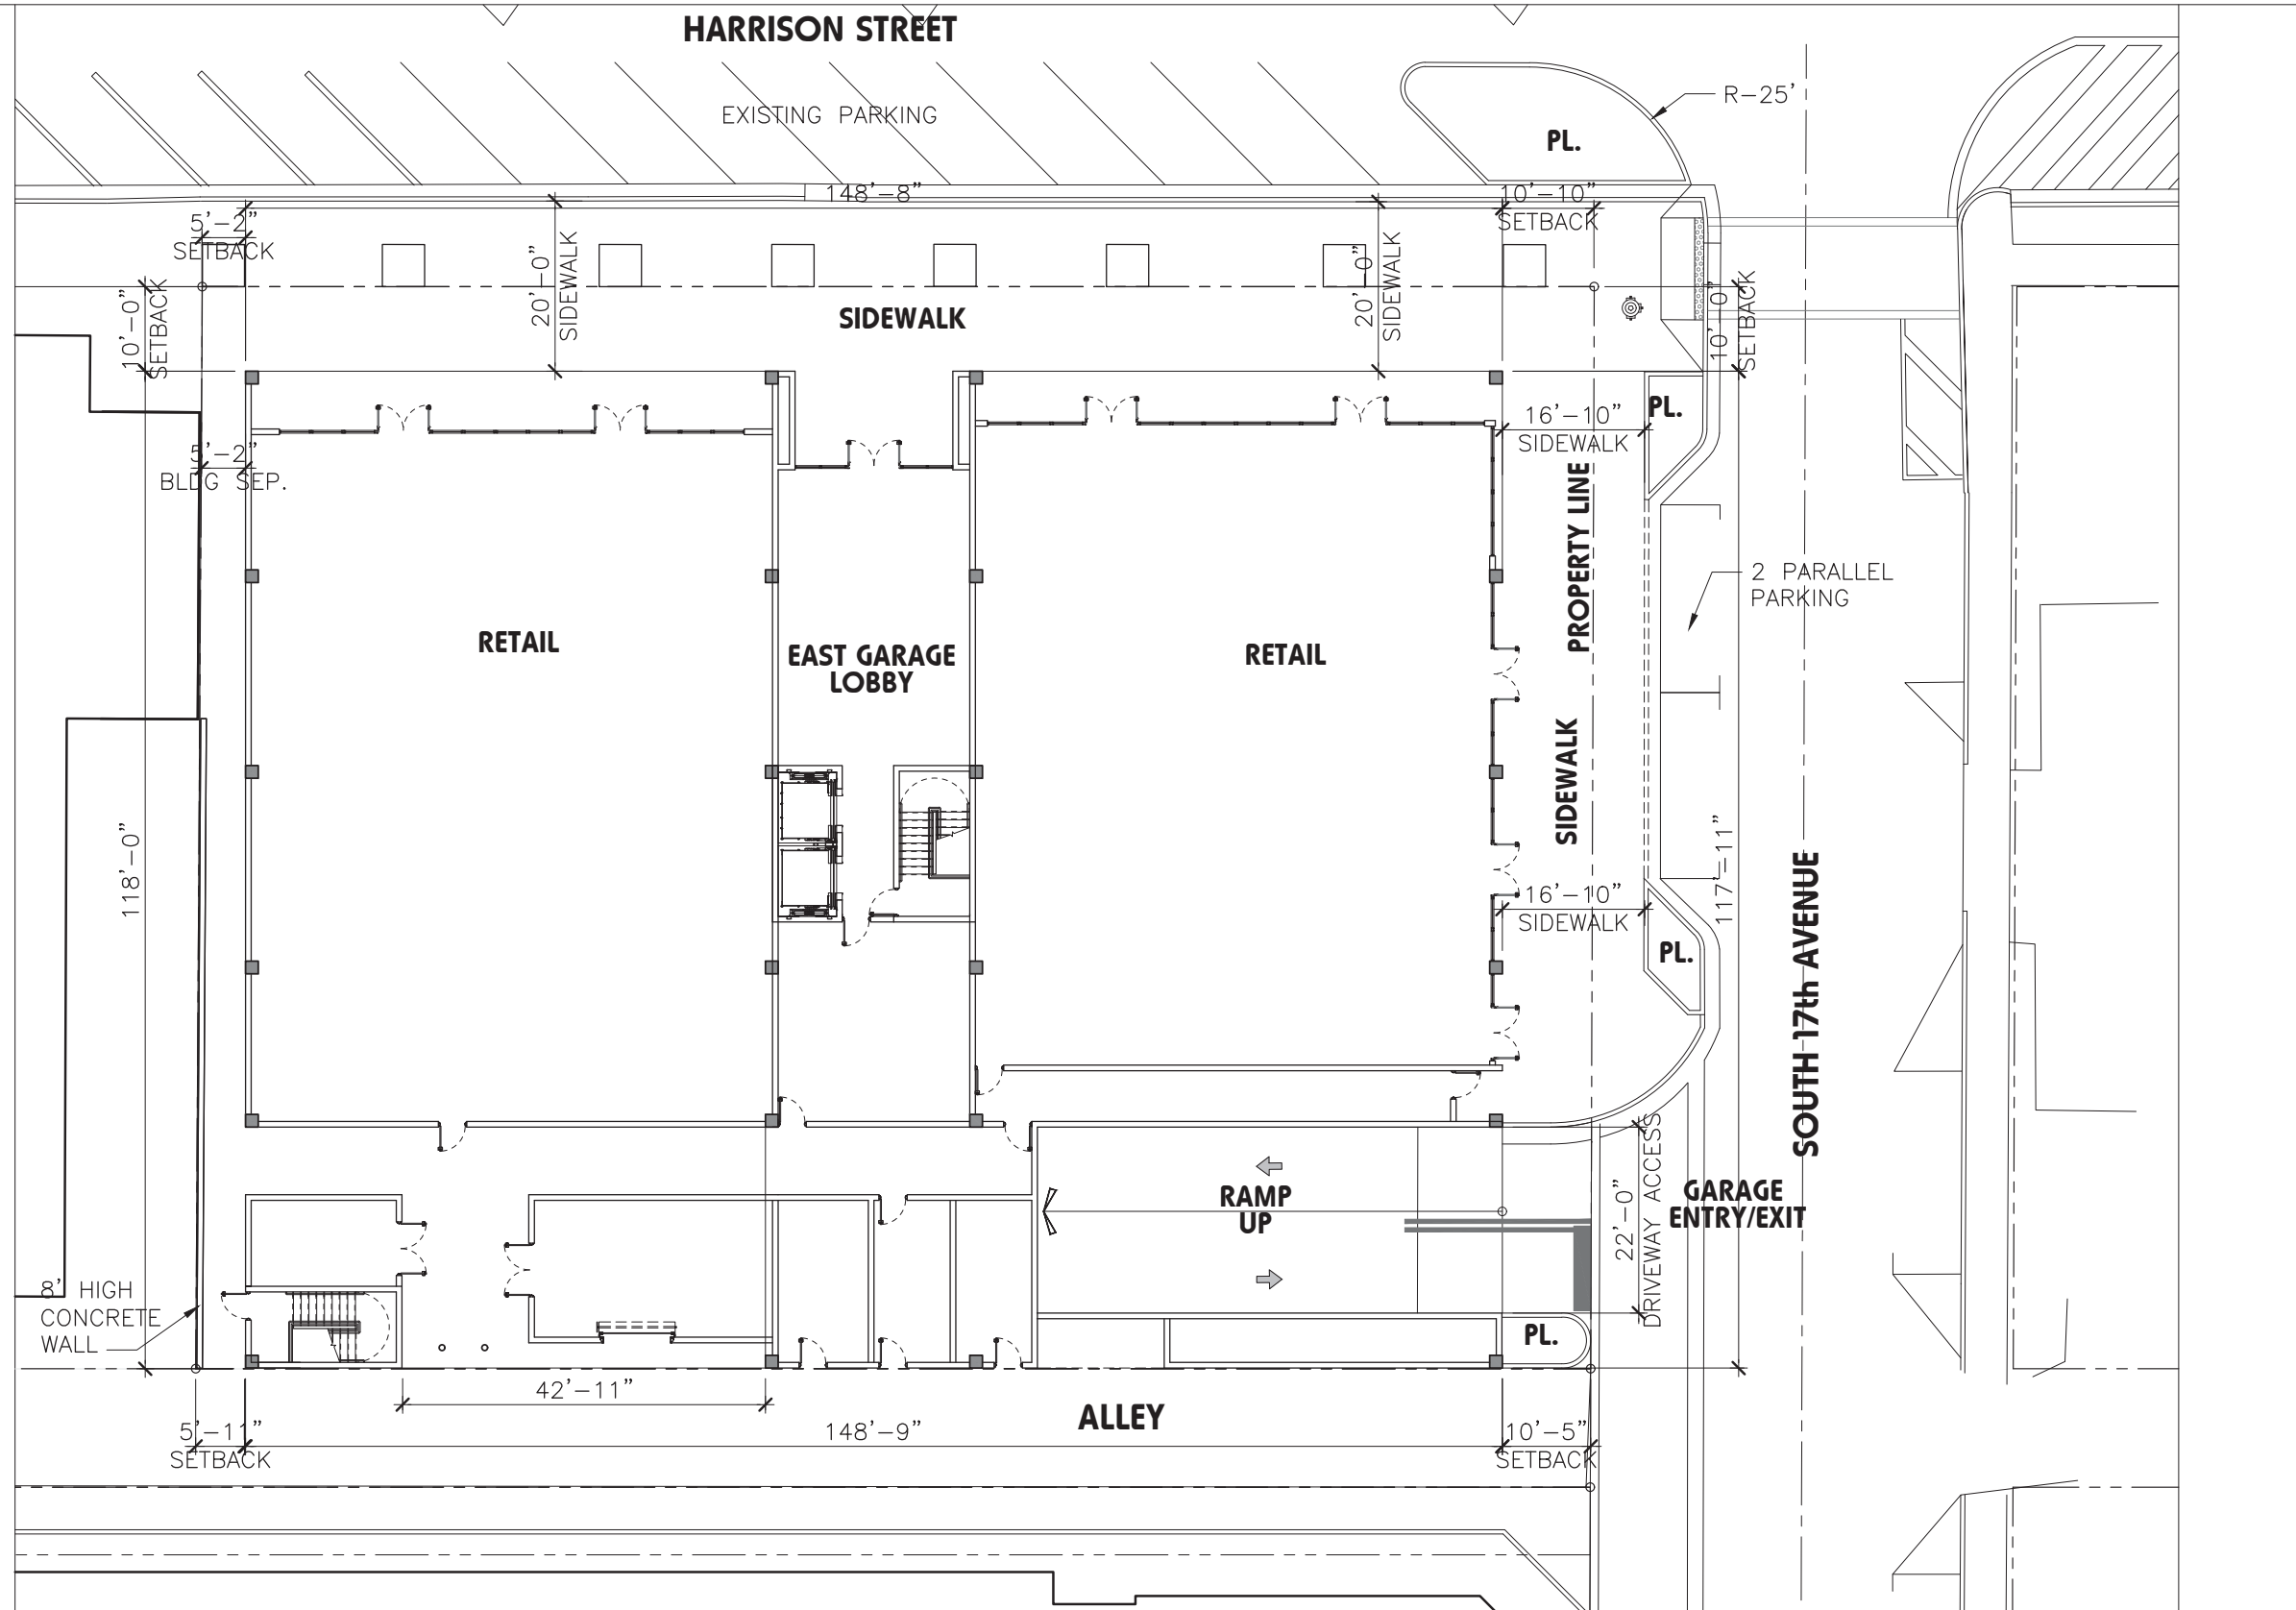 HARRISON STREET
R-25'
EXISTING PARKING
PL.
148'-8"
10'-10"
SETBACK
5'-2"
SETBACK
20'-0"
SIDEWALK
20'-0"
SIDEWALK
10'-0"
SETBACK
SIDEWALK
10'-0"
SETBACK
16'-10"
SIDEWALK
PL.
5'-2"
BLDG SEP.
PROPERTY LINE
2 PARALLEL
PARKING
RETAIL
EAST GARAGE
LOBBY
RETAIL
SIDEWALK
118'-0"
117'-11"
16'-10"
SIDEWALK
PL.
SOUTH 17th AVENUE
RAMP
UP
22'-0"
DRIVEWAY ACCESS
GARAGE
ENTRY/EXIT
8' HIGH
CONCRETE
WALL
PL.
42'-11"
ALLEY
5'-11"
SETBACK
148'-9"
10'-5"
SETBACK